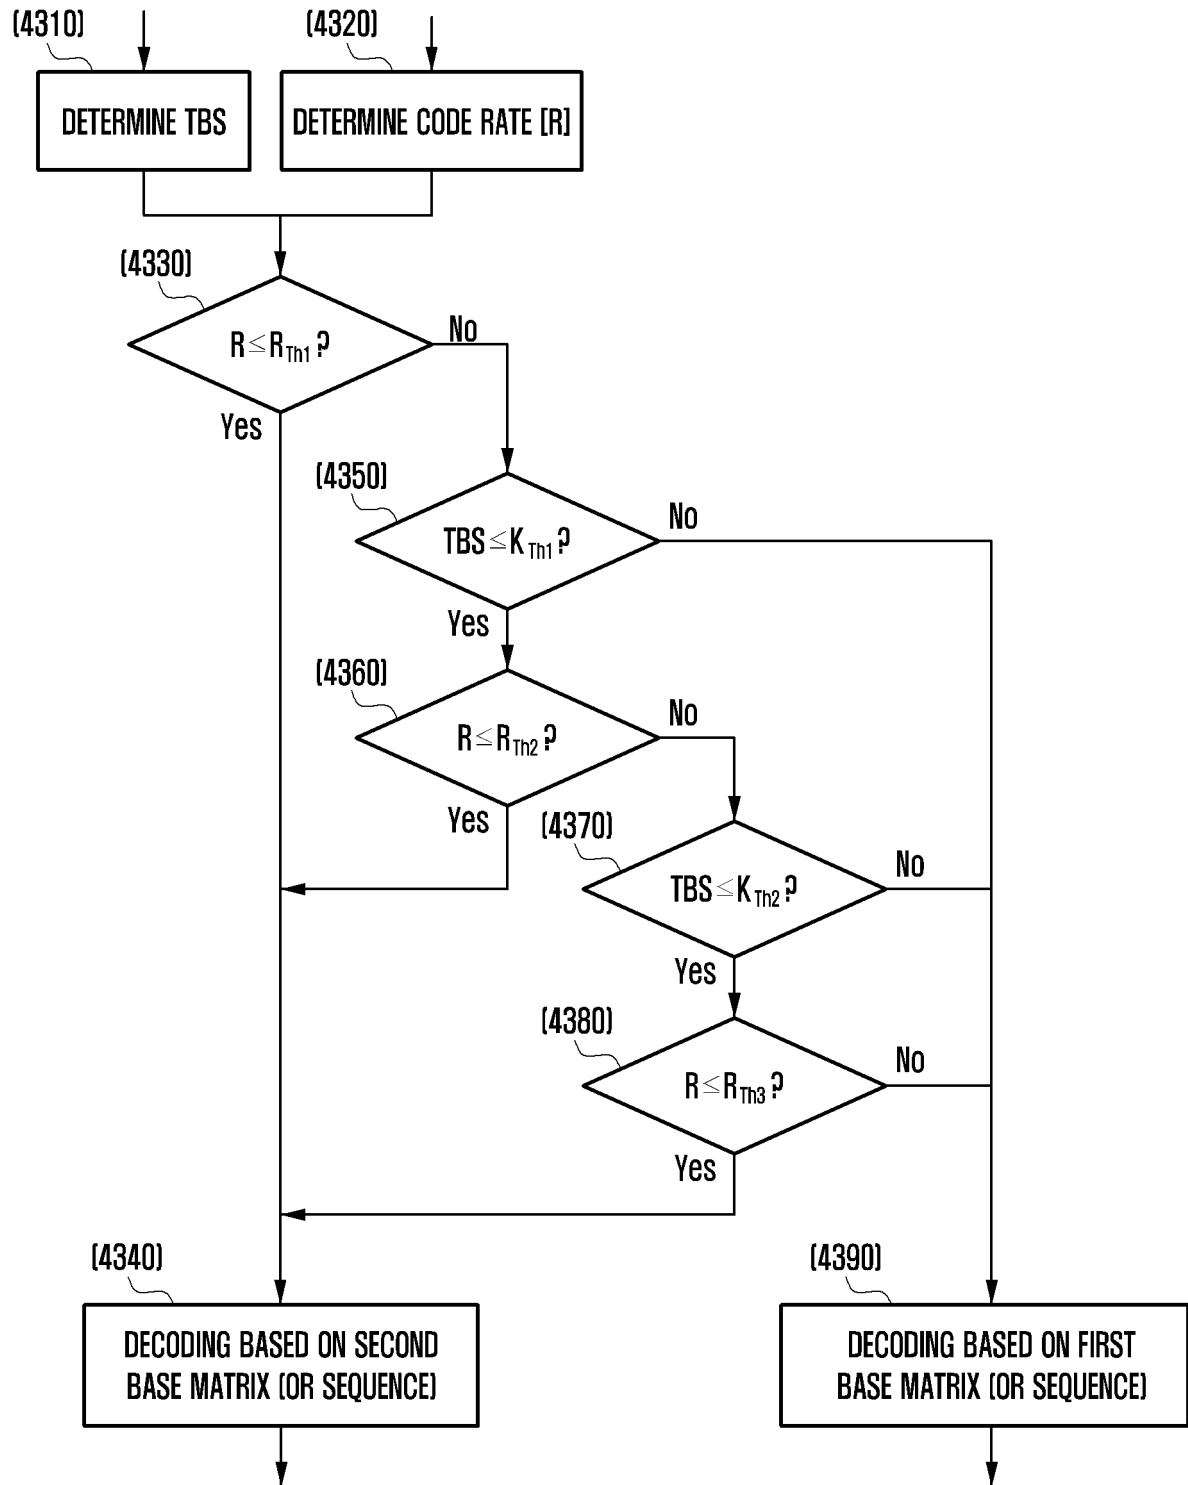 (4310)
(4320)
DETERMINE TBS
DETERMINE CODE RATE [R]
(4330)
R≤R_Th1?
No
Yes
(4350)
TBS≤K_Th1?
No
Yes
(4360)
R≤R_Th2?
No
Yes
(4370)
TBS≤K_Th2?
No
Yes
(4380)
R≤R_Th3?
No
Yes
(4340)
(4390)
DECODING BASED ON SECOND
BASE MATRIX (OR SEQUENCE)
DECODING BASED ON FIRST
BASE MATRIX (OR SEQUENCE)